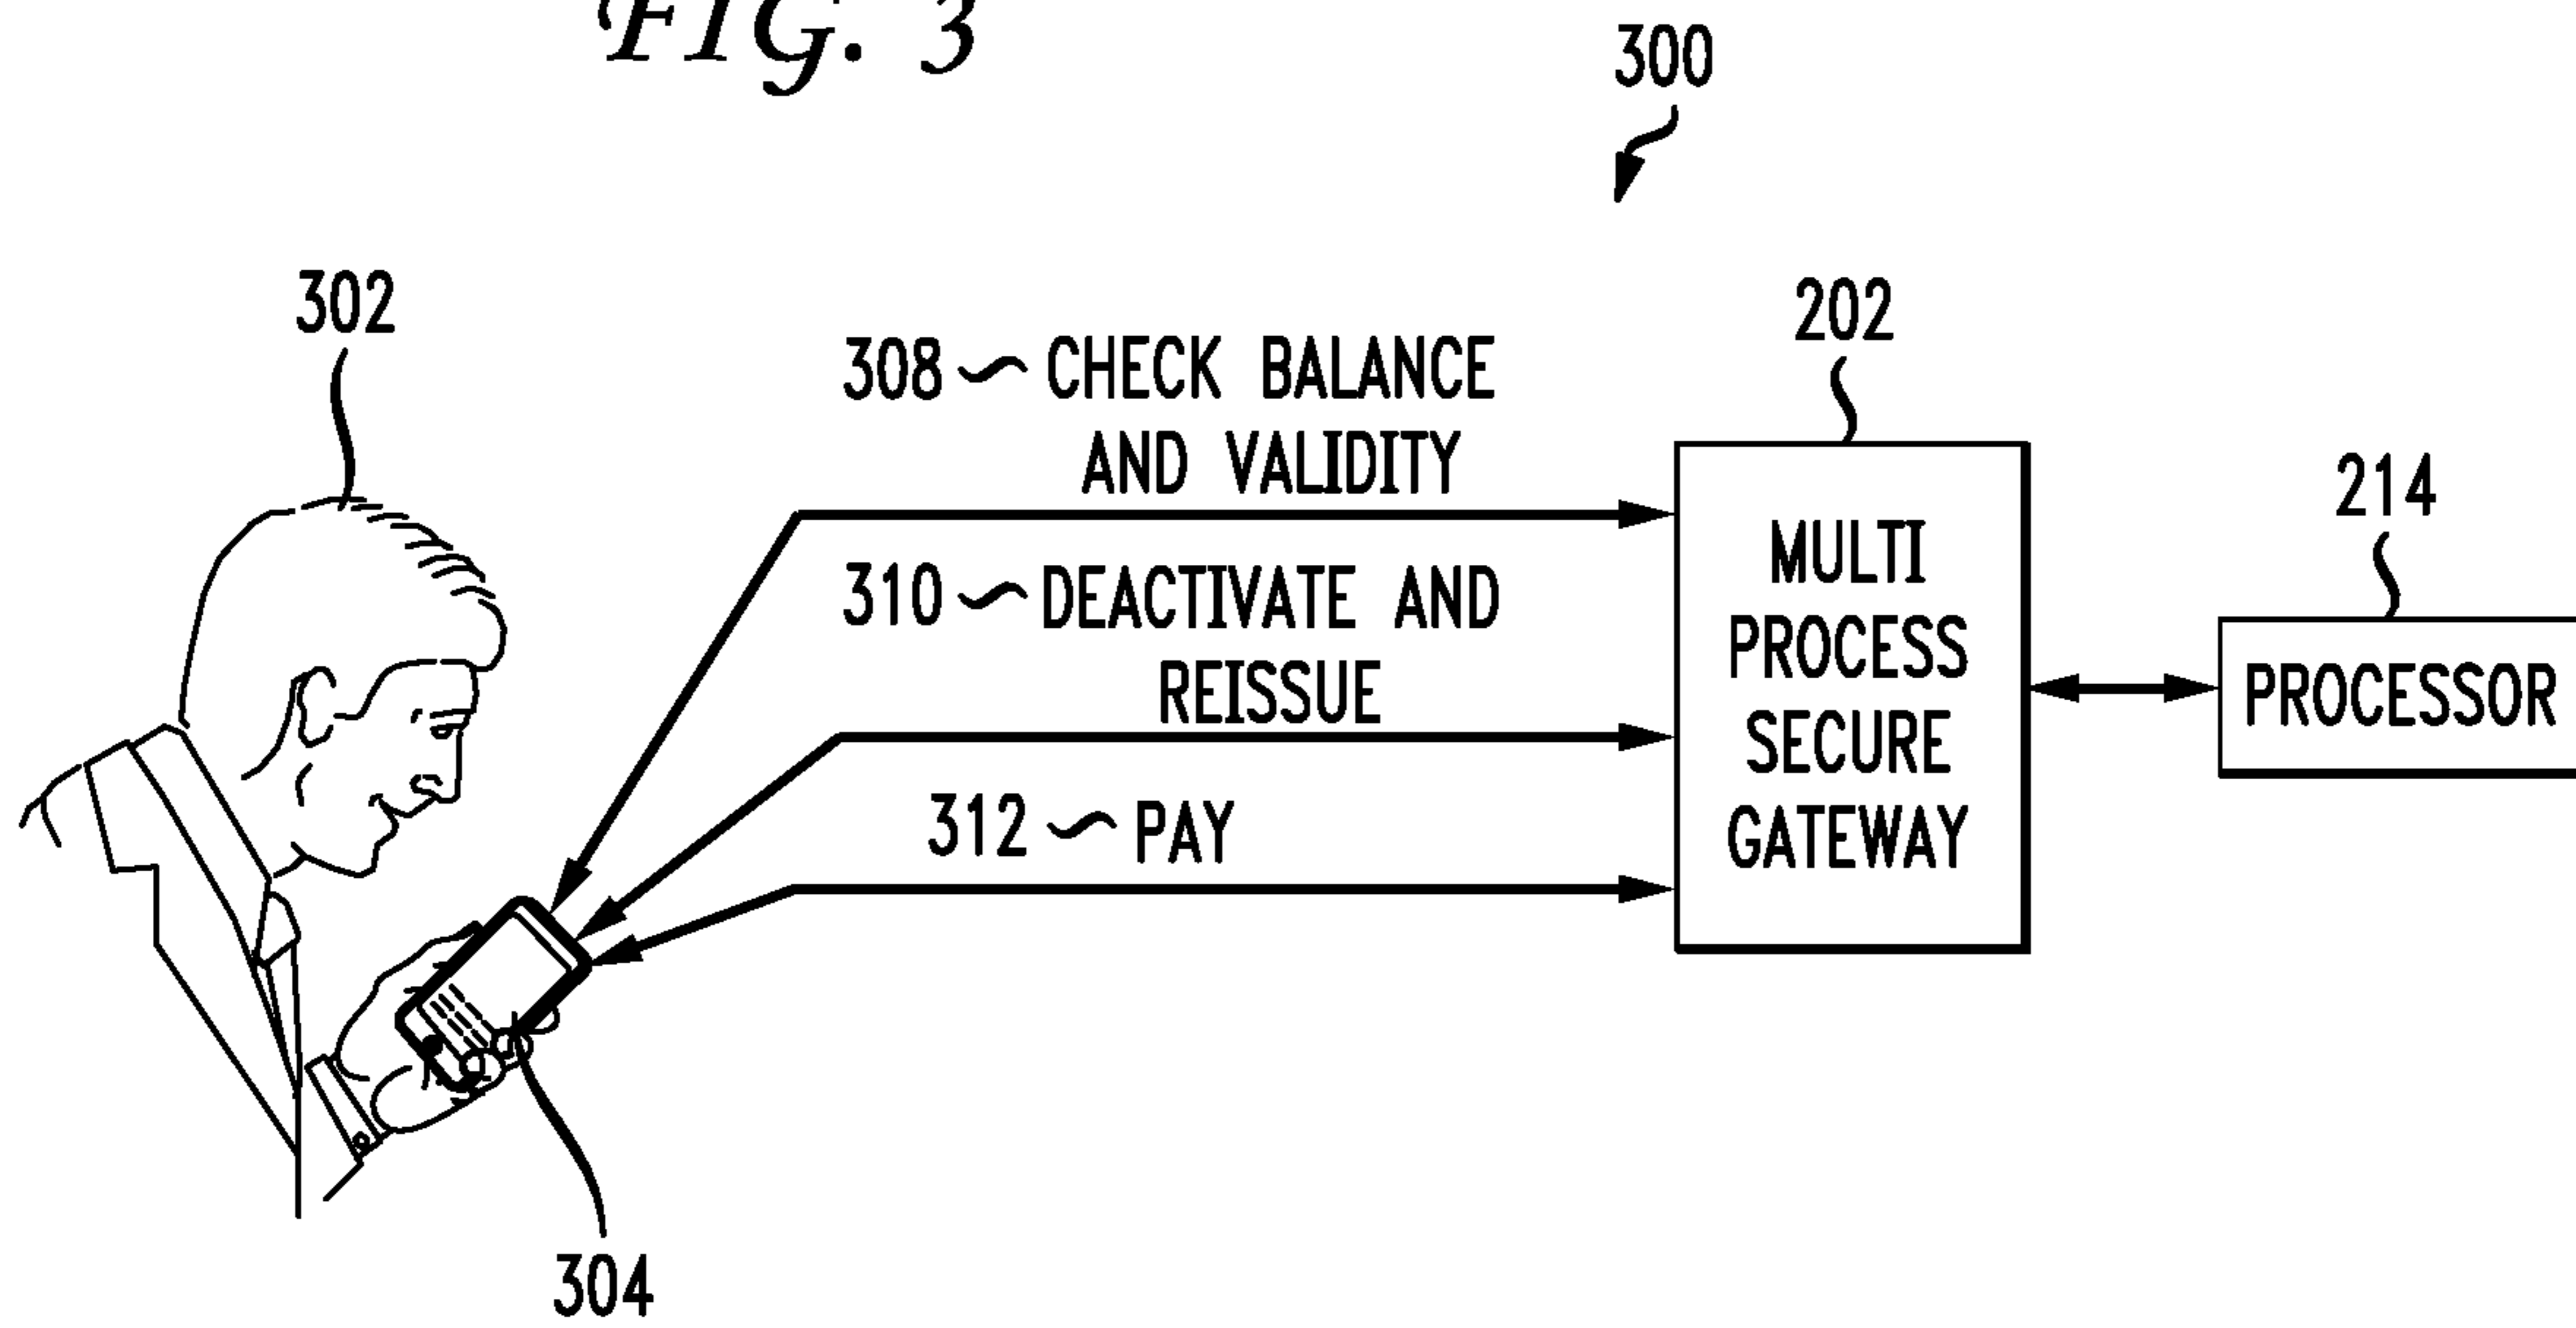 FIG. 3
300
302
308 CHECK BALANCE
AND VALIDITY
310 DEACTIVATE AND
REISSUE
312 PAY
202
MULTI
PROCESS
SECURE
GATEWAY
214
PROCESSOR
304